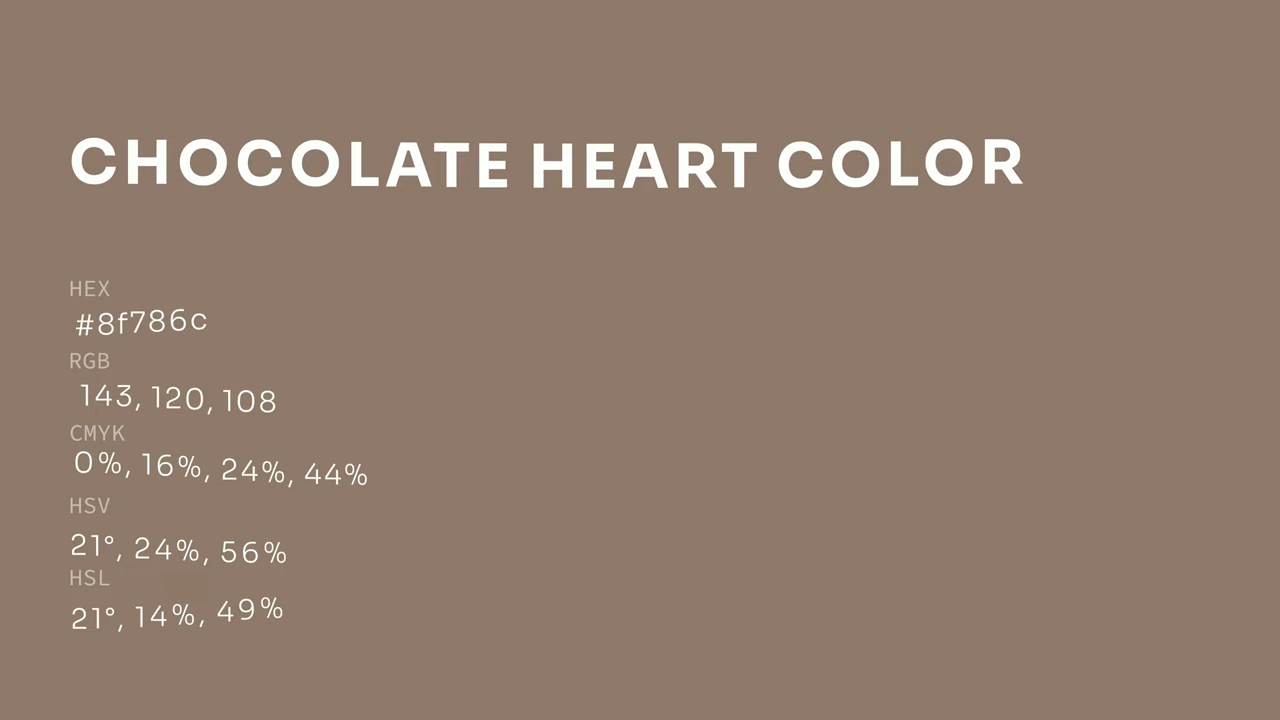 CHOCOLATE HEART COLOR
HEX
#8f786c
RGB
143, 120, 108
CMYK
0%, 16%, 24%, 44%
HSV
21°, 24%, 56%
HSL
21°, 14%, 49%